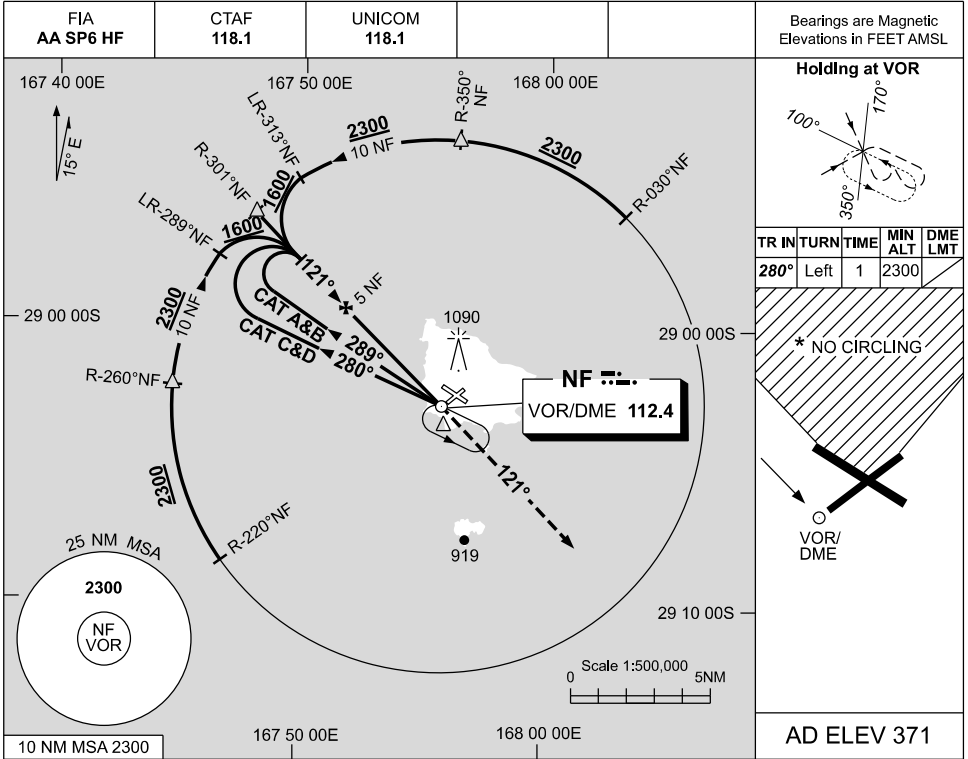 FIA
AA SP6 HF
CTAF
118.1
UNICOM
118.1
Bearings are Magnetic
Elevations in FEET AMSL
167 40 00E
167 50 00E
168 00 00E
15° E
R-350°
NF
LR-313°NF
R-301°NF
LR-289°NF
2300
10 NF
2300
R-030°NF
1600
1600
121°
5 NF
2300
10 NF
CAT A&B
289°
CAT C&D
280°
29 00 00S
29 00 00S
1090
R-260°NF
NF
VOR/DME 112.4
2300
121°
R-220°NF
919
25 NM MSA
2300
NF
VOR
29 10 00S
Scale 1:500,000
0
5NM
10 NM MSA 2300
167 50 00E
168 00 00E
Holding at VOR
100°
170°
350°
TR IN TURN TIME MIN ALT DME LMT
280° Left 1 2300
* NO CIRCLING
VOR/
DME
AD ELEV 371